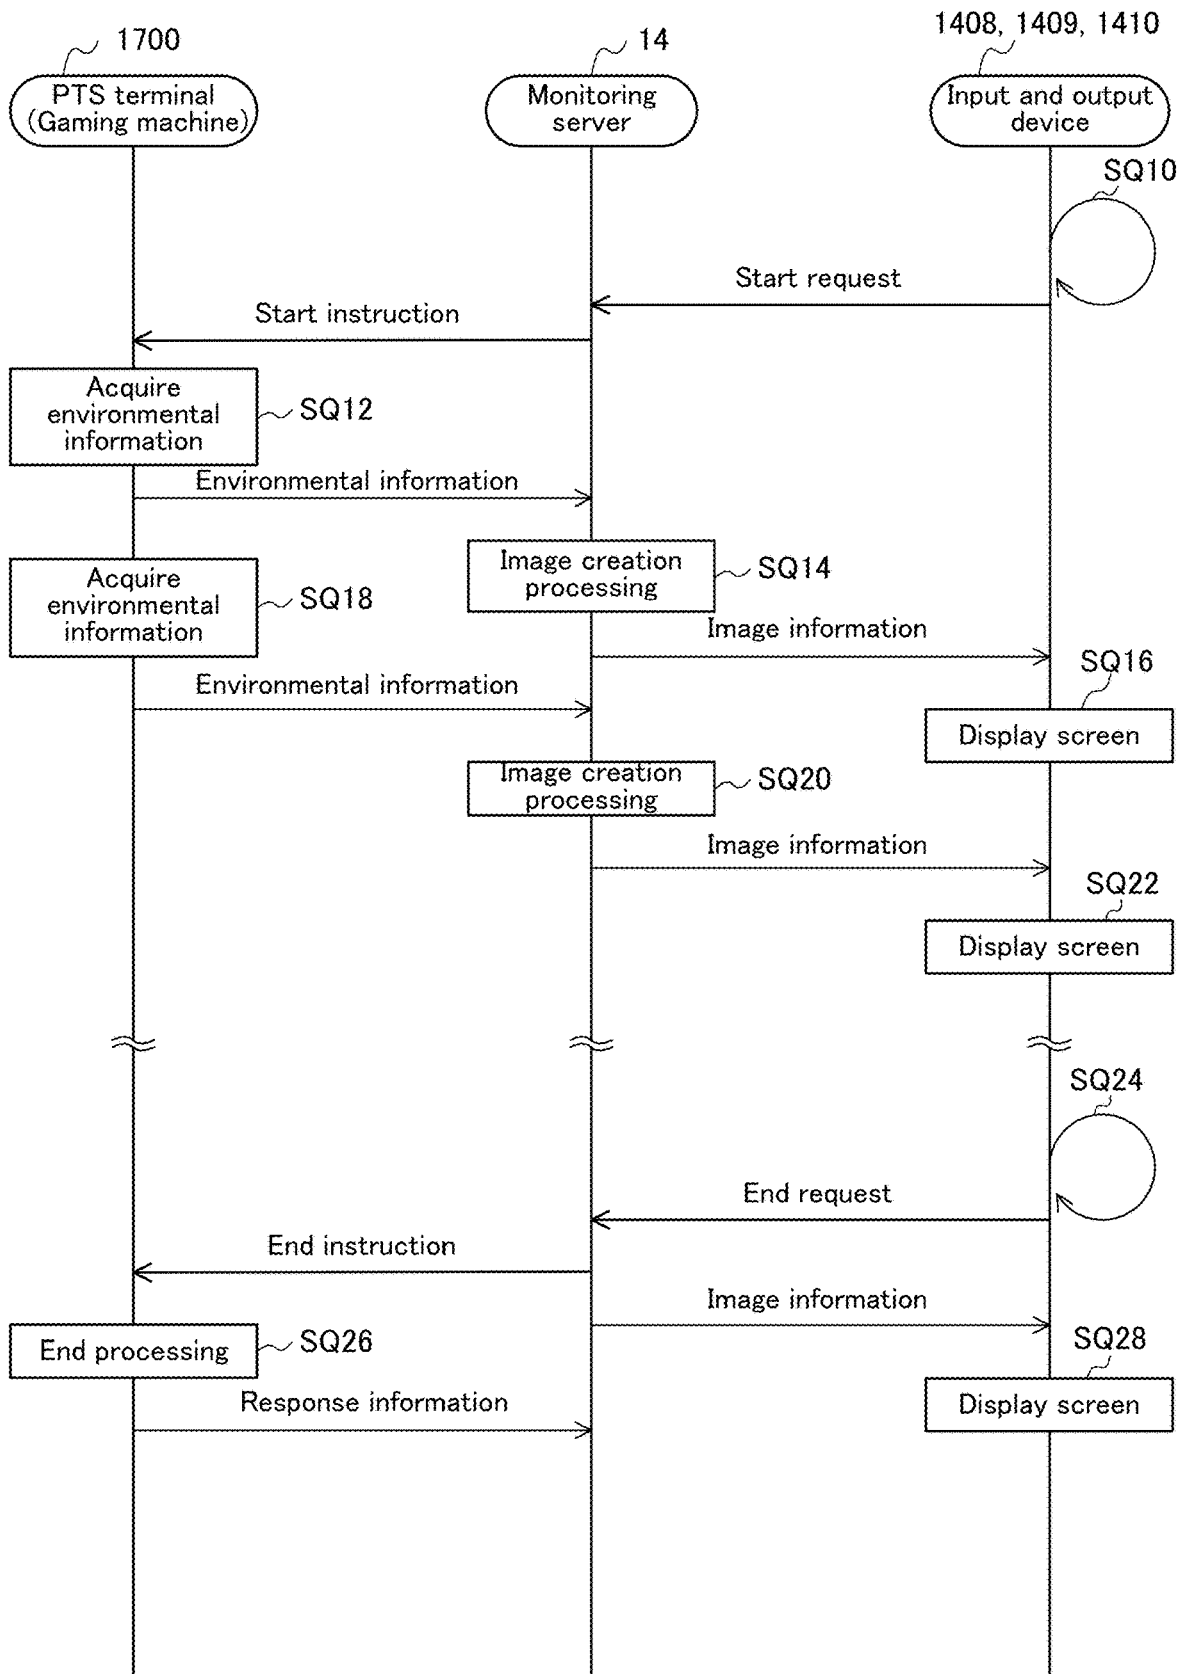 1700
14
1408, 1409, 1410
PTS terminal
(Gaming machine)
Monitoring
server
Input and output
device
SQ10
Start request
Start instruction
Acquire
environmental
information
SQ12
Environmental information
Image creation
processing
SQ14
Acquire
environmental
information
SQ18
Image information
SQ16
Environmental information
Display screen
Image creation
processing
SQ20
Image information
SQ22
Display screen
SQ24
End request
End instruction
Image information
End processing
SQ26
SQ28
Response information
Display screen